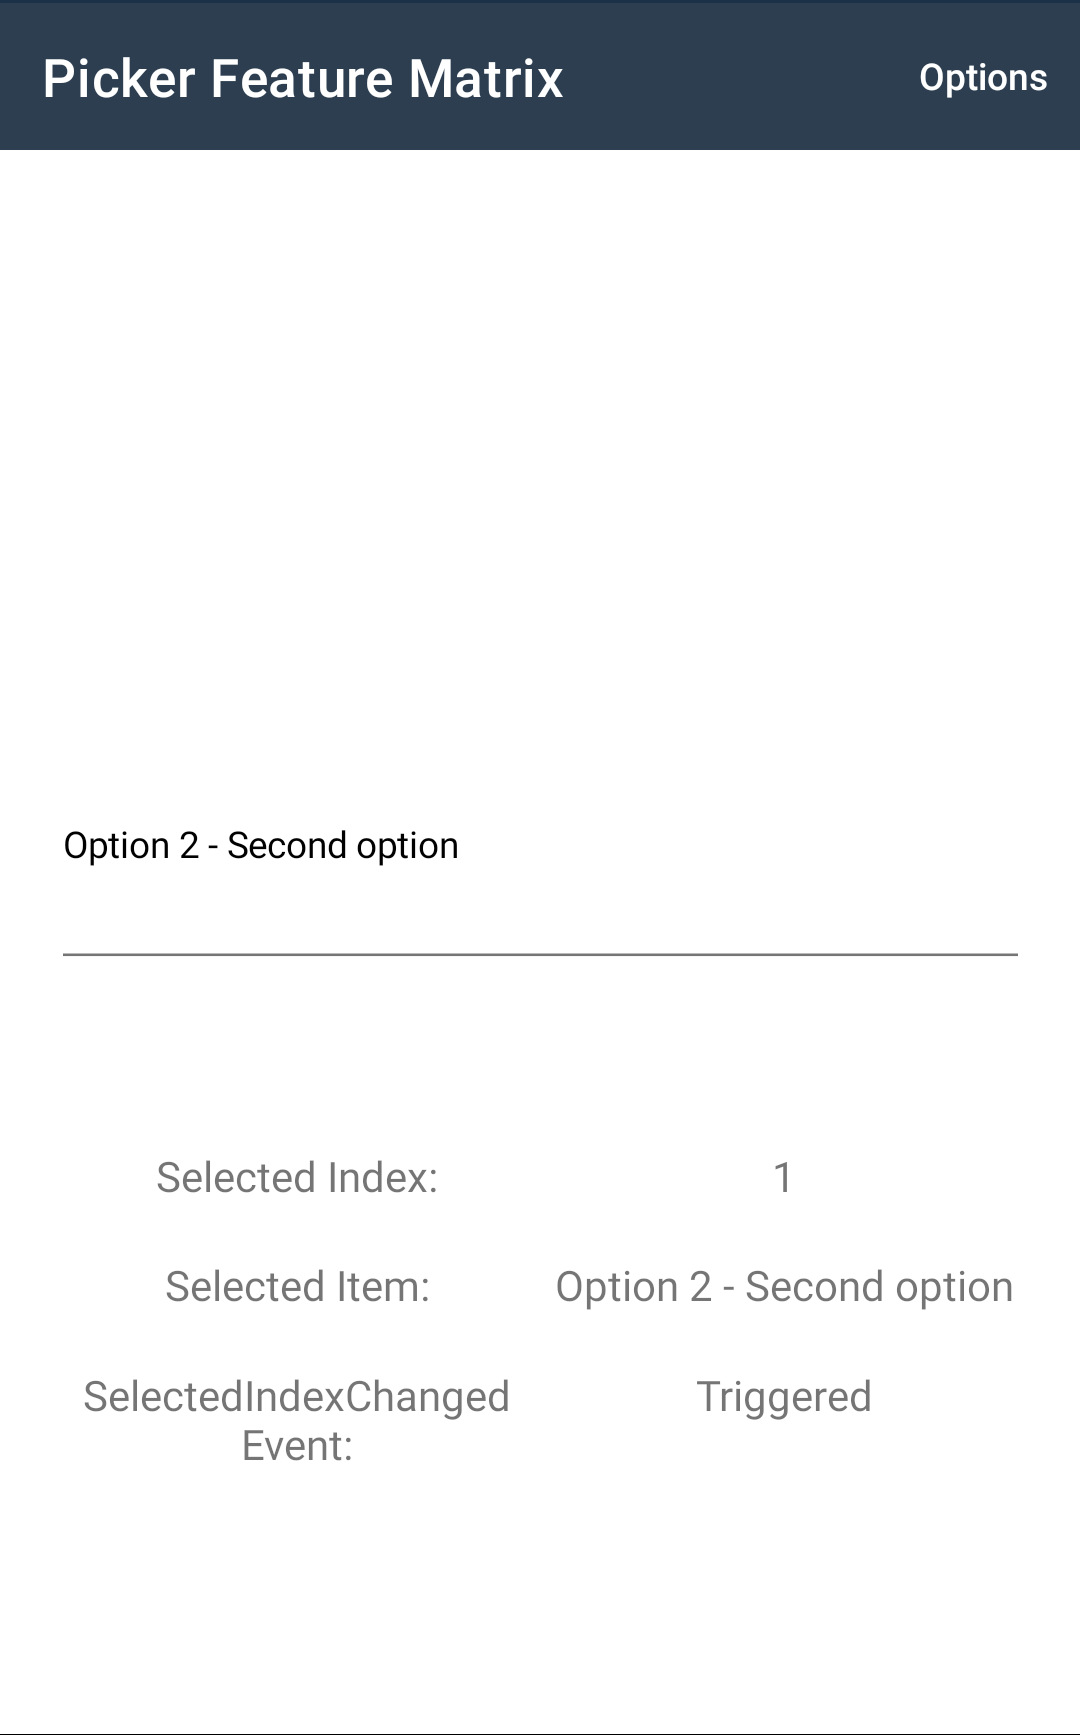 Picker Feature Matrix Options
Option 2 - Second option
Selected Index: 1
Selected Item: Option 2 - Second option
SelectedIndexChanged Triggered
Event: